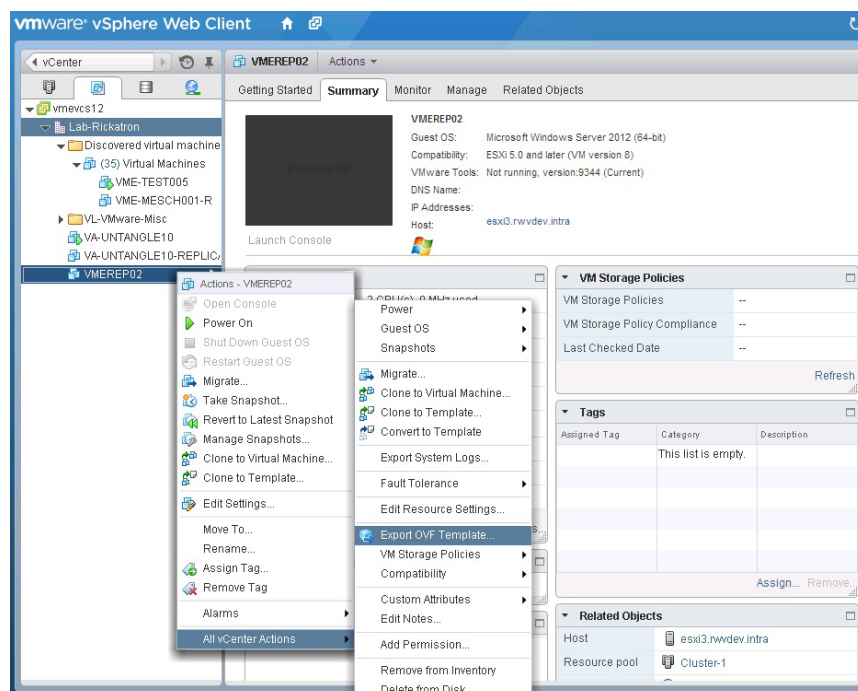 vmware® vSphere Web Client
vCenter
VMEREP02 Actions
Getting Started Summary Monitor Manage Related Objects
vmevcs12
Lab-Rickatron
Discovered virtual machine
(35) Virtual Machines
VME-TEST005
VME-MESCH001-R
VL-VMware-Misc
VA-UNTANGLE10
VA-UNTANGLE10-REPLICA
VMEREP02
Powered Off
Launch Console
VMEREP02
Guest OS: Microsoft Windows Server 2012 (64-bit)
Compatibility: ESXi 5.0 and later (VM version 8)
VMware Tools: Not running, version:9344 (Current)
DNS Name:
IP Addresses:
Host: esxi3.rwvdev.intra
Actions - VMEREP02
Open Console
Power On
Shut Down Guest OS
Restart Guest OS
Migrate...
Take Snapshot...
Revert to Latest Snapshot
Manage Snapshots...
Clone to Virtual Machine...
Clone to Template...
Edit Settings...
Move To...
Rename...
Assign Tag...
Remove Tag
Alarms
All vCenter Actions
2 CPU(s), 0 MHz used
Power
Guest OS
Snapshots
Migrate...
Clone to Virtual Machine...
Clone to Template...
Convert to Template
Export System Logs...
Fault Tolerance
Edit Resource Settings...
Export OVF Template...
VM Storage Policies
Compatibility
Custom Attributes
Edit Notes...
Add Permission...
Remove from Inventory
Delete from Disk
VM Storage Policies
VM Storage Policies --
VM Storage Policy Compliance --
Last Checked Date --
Refresh
Tags
Assigned Tag Category Description
This list is empty.
Assign... Remove...
Related Objects
Host esxi3.rwvdev.intra
Resource pool Cluster-1